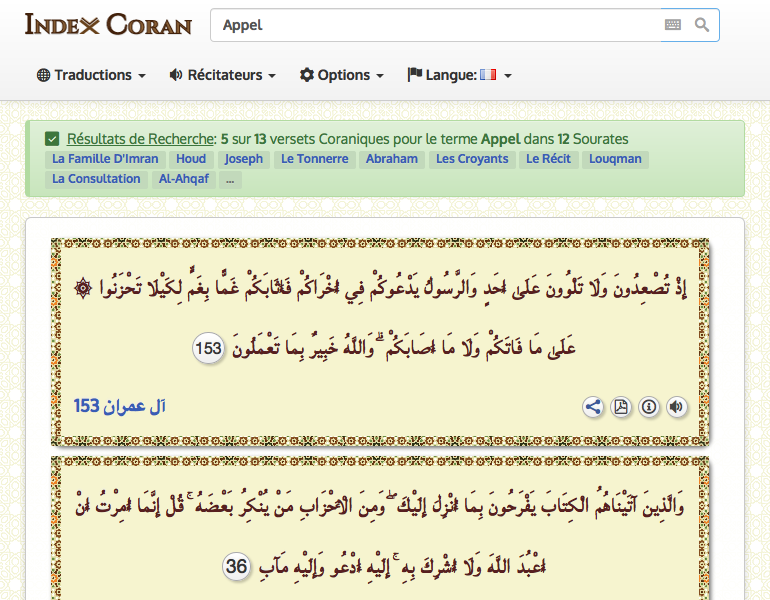 INDEX CORAN
Appel
Traductions Récitateurs Options Langue:
Résultats de Recherche: 5 sur 13 versets Coraniques pour le terme Appel dans 12 Sourates
La Famille D'Imran Houd Joseph Le Tonnerre Abraham Les Croyants Le Récit Louqman
La Consultation Al-Ahqaf ...
۞ إِذْ تُصْعِدُونَ وَلَا تَلْوُونَ عَلَىٰ أَحَدٍ وَالرَّسُولُ يَدْعُوكُمْ فِي أُخْرَاكُمْ فَأَثَابَكُمْ غَمًّا بِغَمٍّ لِكَيْلَا تَحْزَنُوا
عَلَىٰ مَا فَاتَكُمْ وَلَا مَا أَصَابَكُمْ ۗ وَاللَّهُ خَبِيرٌ بِمَا تَعْمَلُونَ 153
آل عمران 153
وَالَّذِينَ آتَيْنَاهُمُ الْكِتَابَ يَفْرَحُونَ بِمَا أُنْزِلَ إِلَيْكَ ۖ وَمِنَ الْأَحْزَابِ مَنْ يُنْكِرُ بَعْضَهُ ۚ قُلْ إِنَّمَا أُمِرْتُ أَنْ
أَعْبُدَ اللَّهَ وَلَا أُشْرِكَ بِهِ ۚ إِلَيْهِ أَدْعُو وَإِلَيْهِ مَآبِ 36